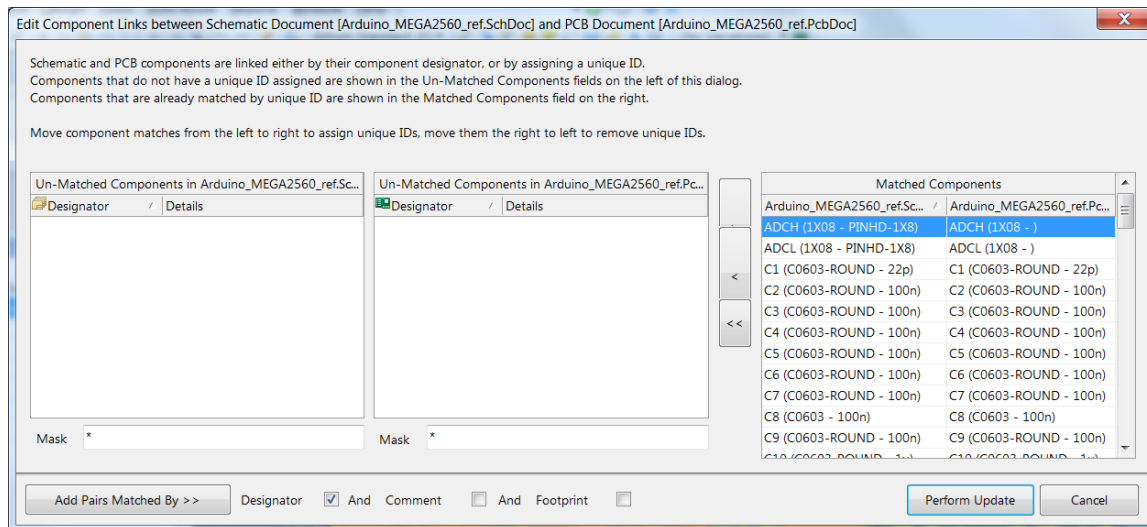 Edit Component Links between Schematic Document [Arduino_MEGA2560_ref.SchDoc] and PCB Document [Arduino_MEGA2560_ref.PcbDoc]
Schematic and PCB components are linked either by their component designator, or by assigning a unique ID.
Components that do not have a unique ID assigned are shown in the Un-Matched Components fields on the left of this dialog.
Components that are already matched by unique ID are shown in the Matched Components field on the right.
Move component matches from the left to right to assign unique IDs, move them the right to left to remove unique IDs.
Un-Matched Components in Arduino_MEGA2560_ref.Sc... Un-Matched Components in Arduino_MEGA2560_ref.Pc... Matched Components
Designator / Details Designator / Details Arduino_MEGA2560_ref.Sc... / Arduino_MEGA2560_ref.Pc...
ADCH (1X08 - PINHD-1X8) ADCH (1X08 - )
ADCL (1X08 - PINHD-1X8) ADCL (1X08 - )
C1 (C0603-ROUND - 22p) C1 (C0603-ROUND - 22p)
<
C2 (C0603-ROUND - 100n) C2 (C0603-ROUND - 100n)
C3 (C0603-ROUND - 100n) C3 (C0603-ROUND - 100n)
<<
C4 (C0603-ROUND - 100n) C4 (C0603-ROUND - 100n)
C5 (C0603-ROUND - 100n) C5 (C0603-ROUND - 100n)
C6 (C0603-ROUND - 100n) C6 (C0603-ROUND - 100n)
C7 (C0603-ROUND - 100n) C7 (C0603-ROUND - 100n)
C8 (C0603 - 100n) C8 (C0603 - 100n)
Mask * Mask * C9 (C0603-ROUND - 100n) C9 (C0603-ROUND - 100n)
C10 (C0603-ROUND - 1u) C10 (C0603-ROUND - 1u)
Add Pairs Matched By >> Designator And Comment And Footprint Perform Update Cancel